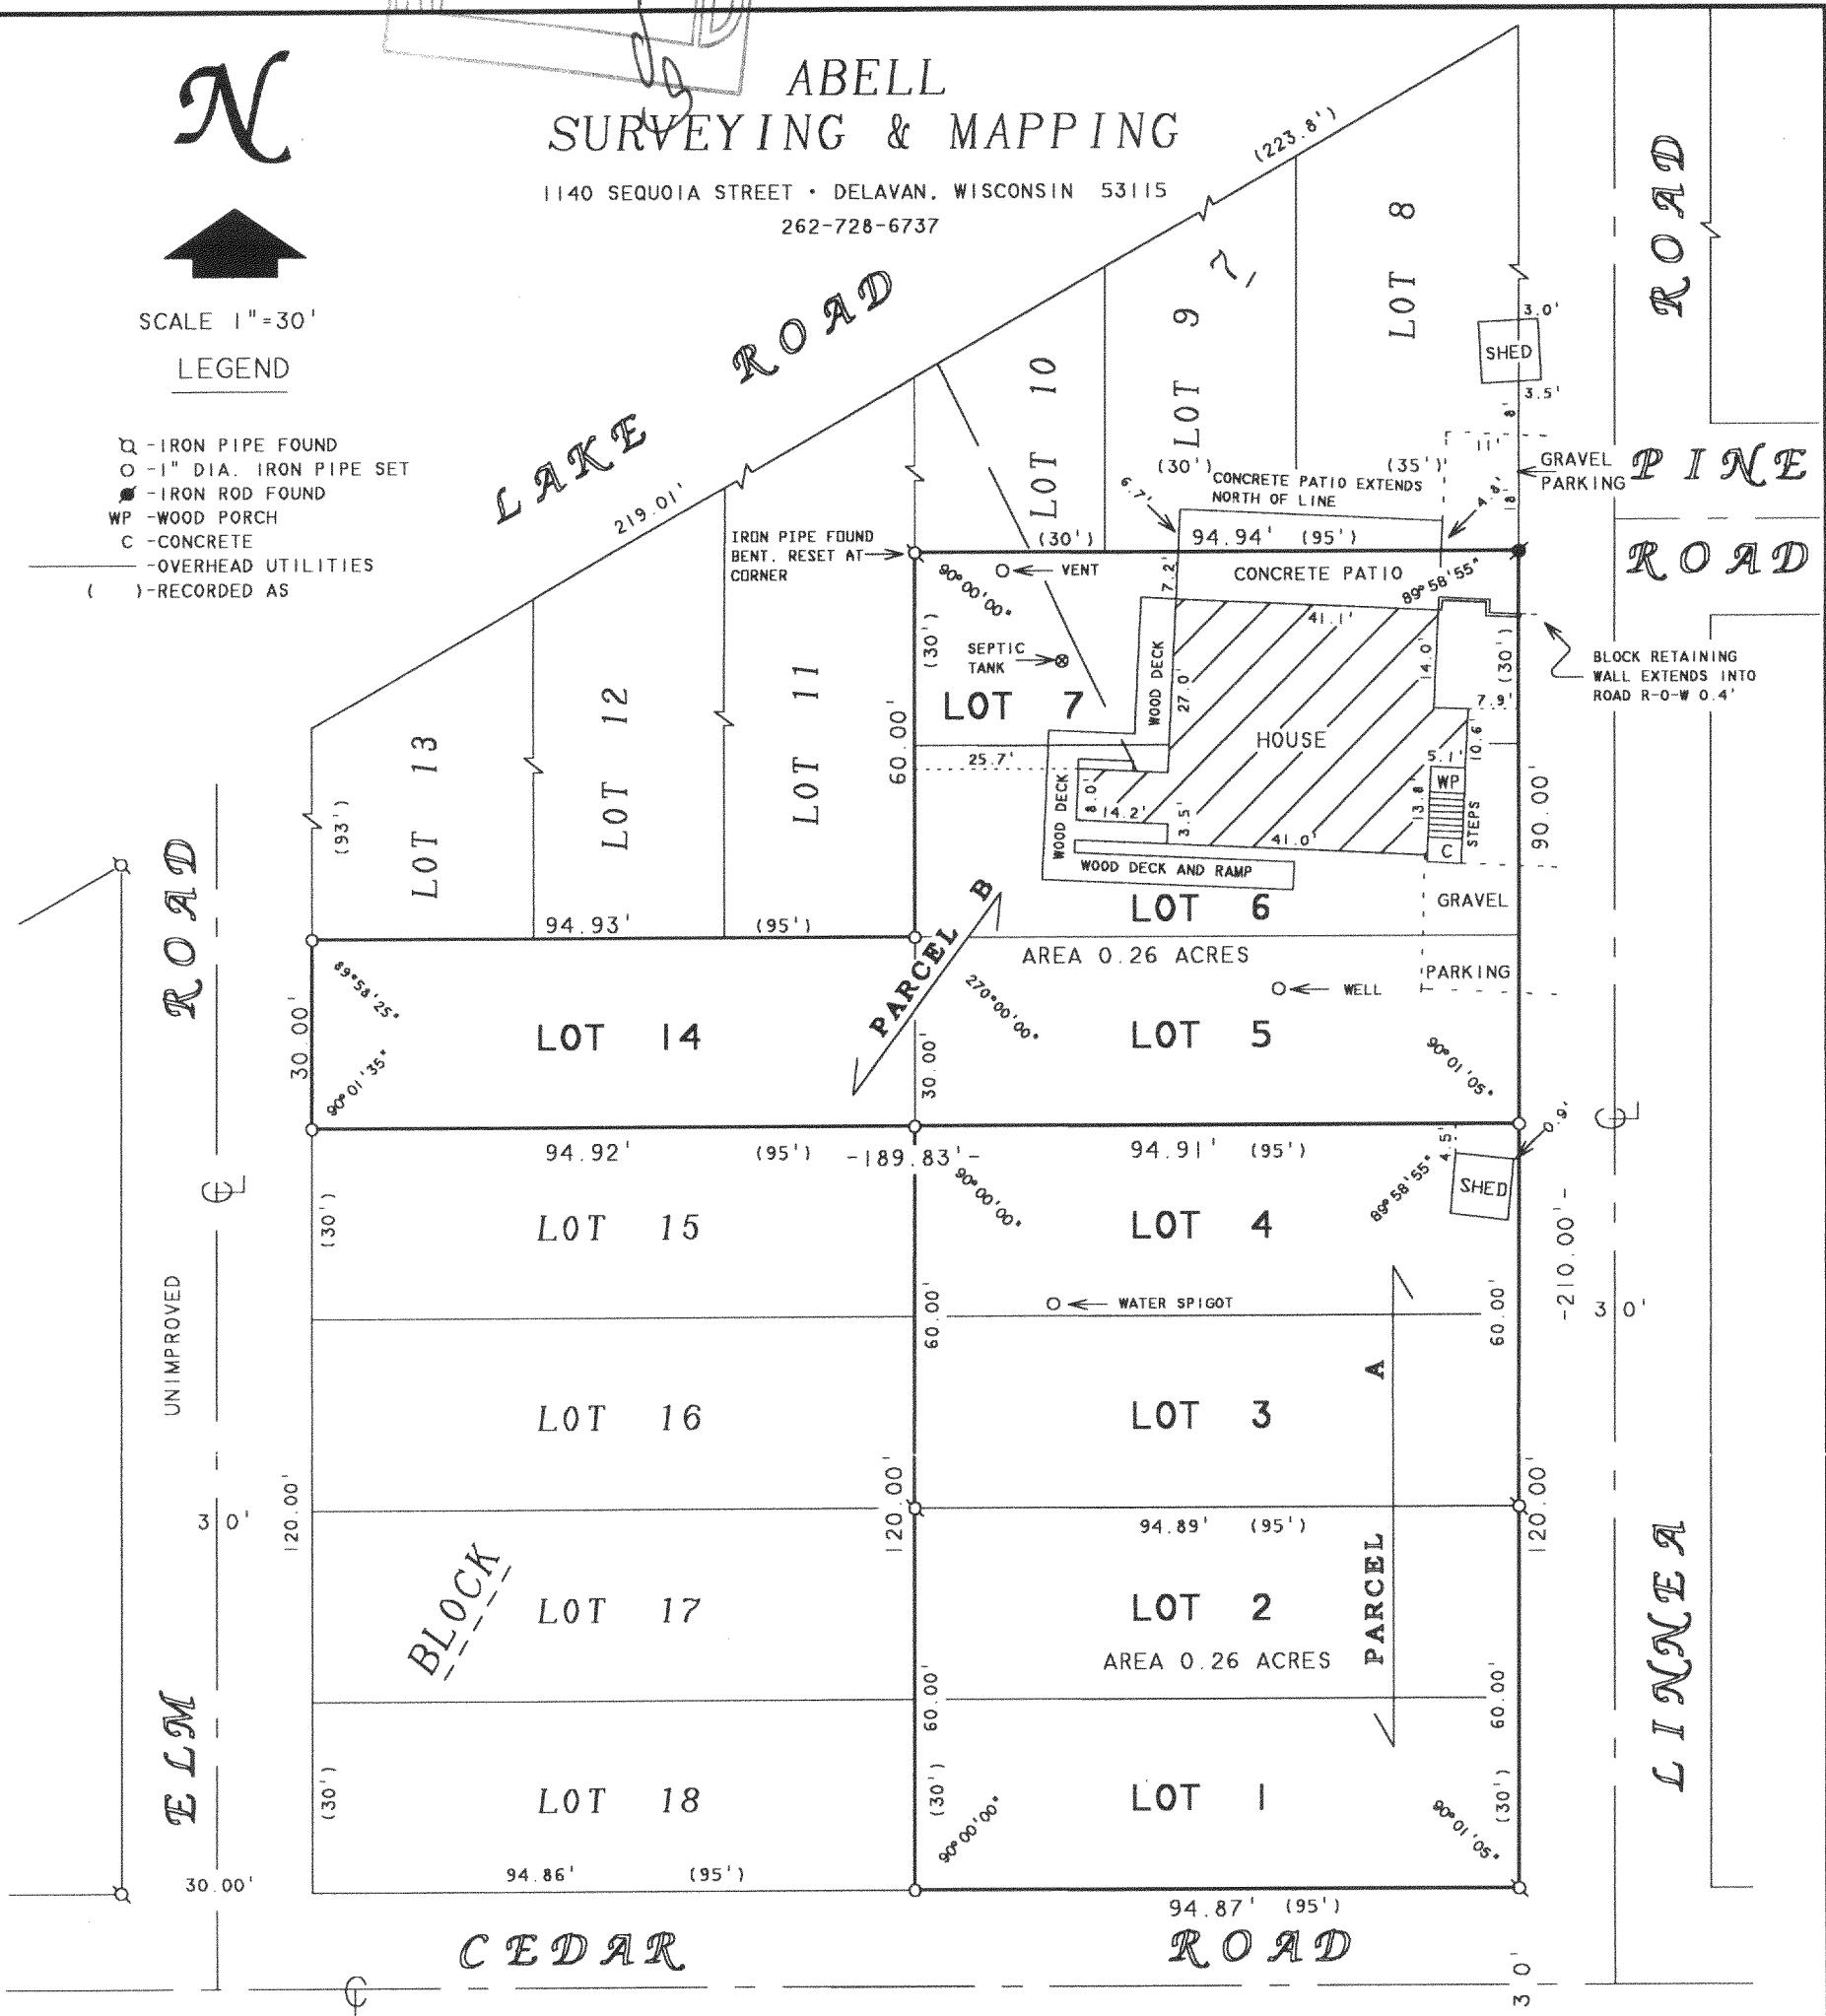 N
ABELL
SURVEYING & MAPPING
1140 SEQUOIA STREET • DELAVAN, WISCONSIN 53115
262-728-6737
SCALE 1"=30'
LEGEND
-IRON PIPE FOUND
-1" DIA. IRON PIPE SET
-IRON ROD FOUND
WP -WOOD PORCH
C -CONCRETE
-OVERHEAD UTILITIES
( )-RECORDED AS
LAKE ROAD
219.01'
(223.8')
ROAD
LOT 8
LOT 9
7
LOT 10
SHED
3.0'
3.5'
8'
11'
8'
GRAVEL
PARKING
PINE
ROAD
(30')
(35')
6.7'
4.8'
CONCRETE PATIO EXTENDS
NORTH OF LINE
(30')
94.94' (95')
IRON PIPE FOUND
BENT. RESET AT
CORNER
VENT
7.2'
CONCRETE PATIO
90°00'00"
89°58'55"
41.1'
(30')
SEPTIC
TANK
WOOD DECK
27.0'
14.0'
(30')
BLOCK RETAINING
WALL EXTENDS INTO
ROAD R-O-W 0.4'
LOT 7
7.9'
HOUSE
10.6'
60.00'
25.7'
5.1'
WP
WOOD DECK
8.0'
14.2'
3.5'
41.0'
13.8'
STEPS
C
90.00'
WOOD DECK AND RAMP
LOT 6
GRAVEL
LOT 13
LOT 12
LOT 11
(93')
94.93' (95')
PARCEL B
AREA 0.26 ACRES
PARKING
WELL
ROAD
89°58'25"
270°00'00"
30.00'
LOT 14
30.00'
LOT 5
90°01'35"
90°01'05"
0.9'
94.92' (95')
-189.83'-
94.91' (95')
4.5'
90°00'00"
89°58'55"
SHED
(30')
LOT 15
LOT 4
-210.00'-
UNIMPROVED
60.00'
WATER SPIGOT
60.00'
30'
LOT 16
LOT 3
PARCEL A
30'
120.00'
120.00'
120.00'
94.89' (95')
BLOCK
LOT 17
LOT 2
AREA 0.26 ACRES
LINNEA
ELM
60.00'
60.00'
(30')
LOT 18
(30')
LOT 1
(30')
90°00'00"
90°01'05"
30.00'
94.86' (95')
94.87' (95')
CEDAR ROAD
30'